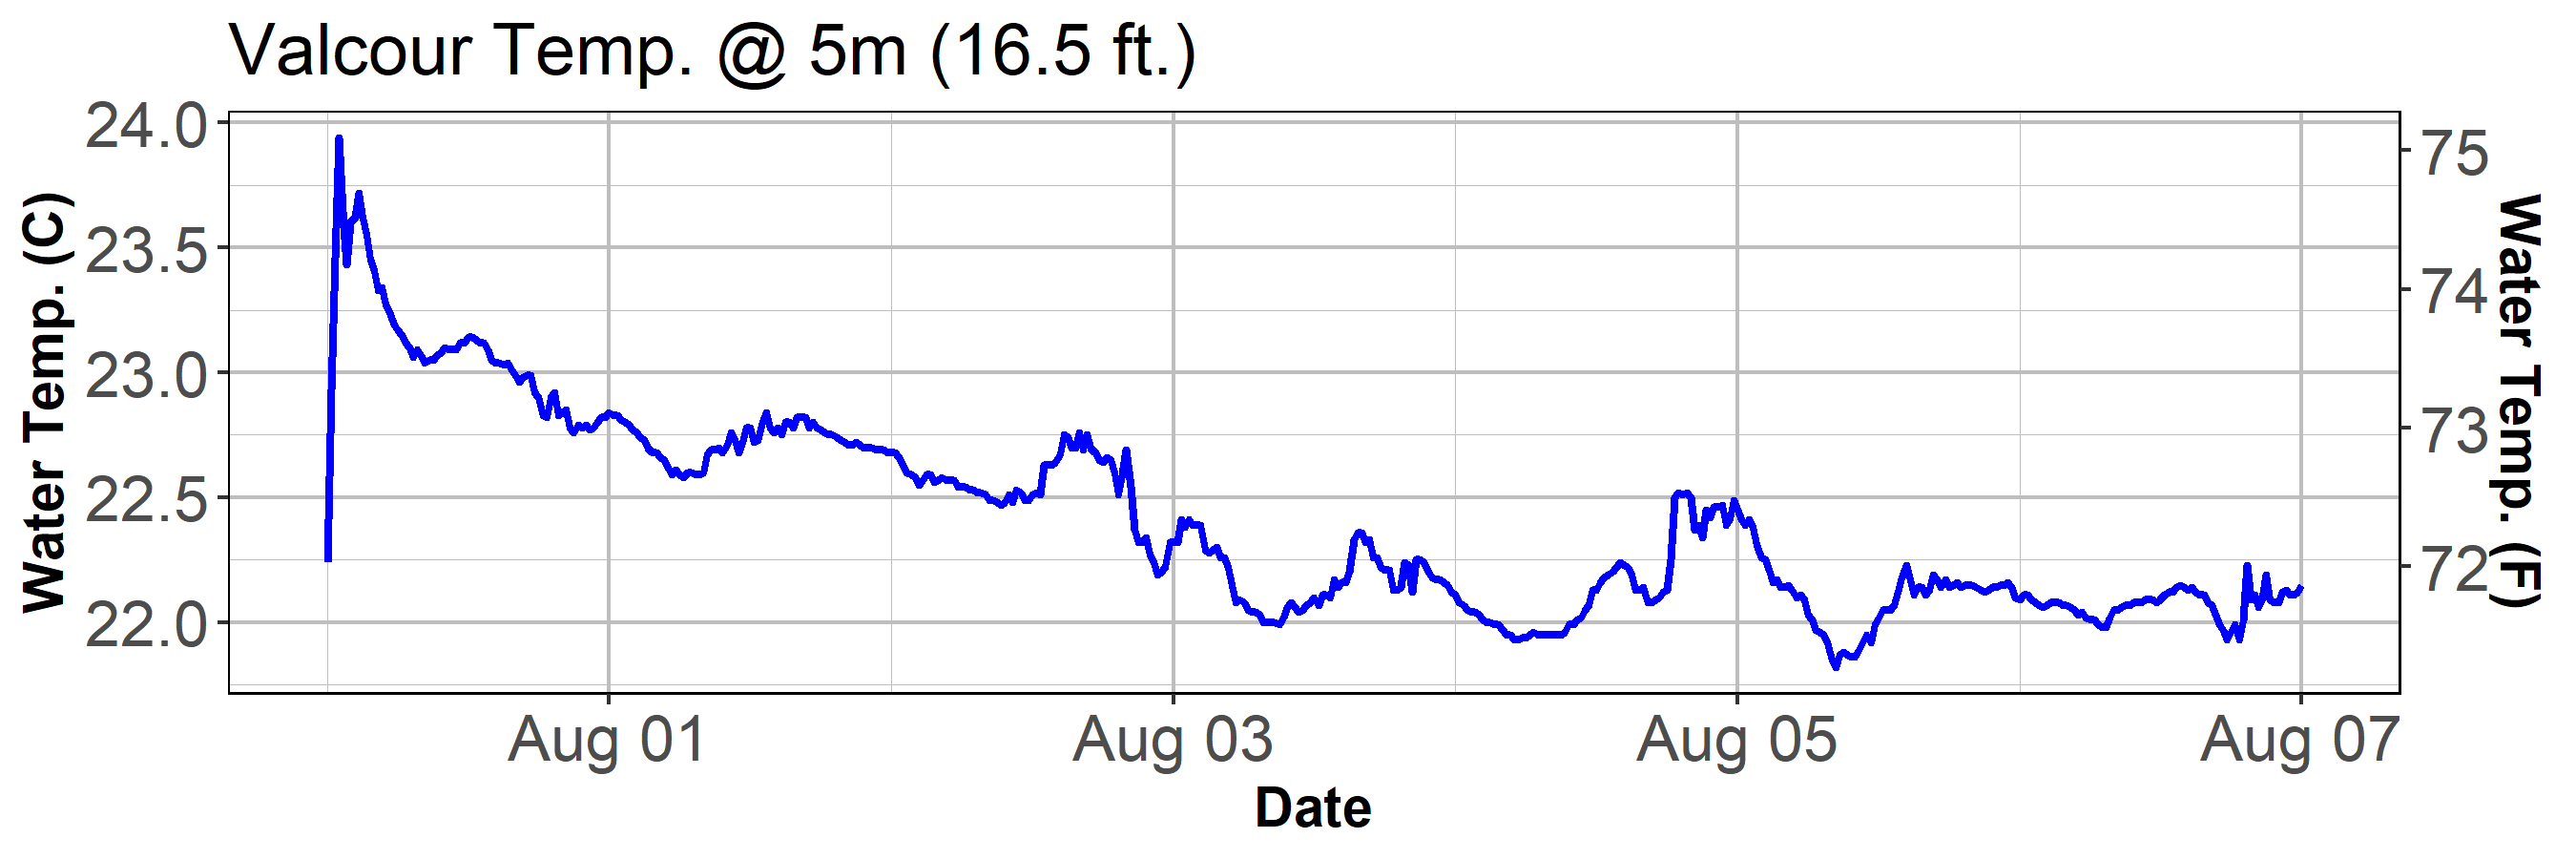 Valcour Temp. @ 5m (16.5 ft.)
Water Temp. (C)
24.0
23.5
23.0
22.5
22.0
75
74
73
72
Water Temp. (F)
Aug 01 Aug 03 Aug 05 Aug 07
Date